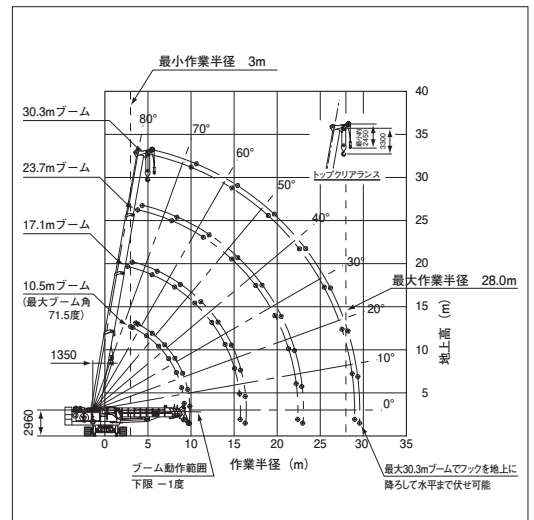 最小作業半径 3m
30.3mブーム
23.7mブーム
17.1mブーム
10.5mブーム
(最大ブーム角
71.5度)
1350
2960
80°
70°
60°
50°
40°
30°
20°
10°
0°
最小約
2450
3300
トップクリアランス
最大作業半径 28.0m
40
35
30
25
20
15
10
5
地上高 (m)
0
5
10
15
20
25
30
35
作業半径 (m)
ブーム動作範囲
下限 −1度
最大30.3mブームでフックを地上に
降ろして水平まで伏せ可能